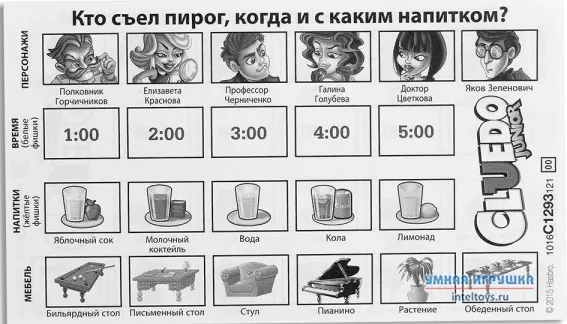 Кто съел пирог, когда и с каким напитком?
ПЕРСОНАЖИ
Полковник Горчичников
Елизавета Краснова
Профессор Черниченко
Галина Голубева
Доктор Цветкова
Яков Зеленович
ВРЕМЯ
(белые фишки)
1:00
2:00
3:00
4:00
5:00
НАПИТКИ
(жёлтые фишки)
Яблочный сок
Молочный коктейль
Вода
Кола
Лимонад
МЕБЕЛЬ
Бильярдный стол
Письменный стол
Стул
Пианино
Растение
Обеденный стол
CLUEDO
JUNIOR
© 2015 Hasbro.
1016C1293121 00
УМНАЯ ИГРУШКА
inteltoys.ru